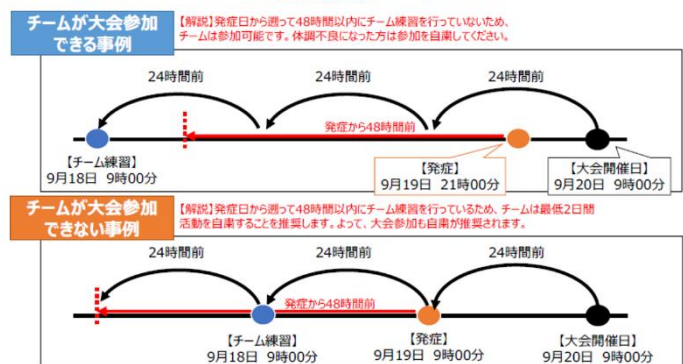 チームが大会参加
できる事例
【解説】発症日から遡って48時間以内にチーム練習を行っていないため、
チームは参加可能です。体調不良になった方は参加を自粛してください。
24時間前
24時間前
24時間前
発症から48時間前
【チーム練習】
9月18日 9時00分
【発症】
9月19日 21時00分
【大会開催日】
9月20日 9時00分
チームが大会参加
できない事例
【解説】発症日から遡って48時間以内にチーム練習を行っているため、チームは最低2日間
活動を自粛することを推奨します。よって、大会参加も自粛が推奨されます。
24時間前
24時間前
24時間前
発症から48時間前
【チーム練習】
9月18日 9時00分
【発症】
9月19日 9時00分
【大会開催日】
9月20日 9時00分